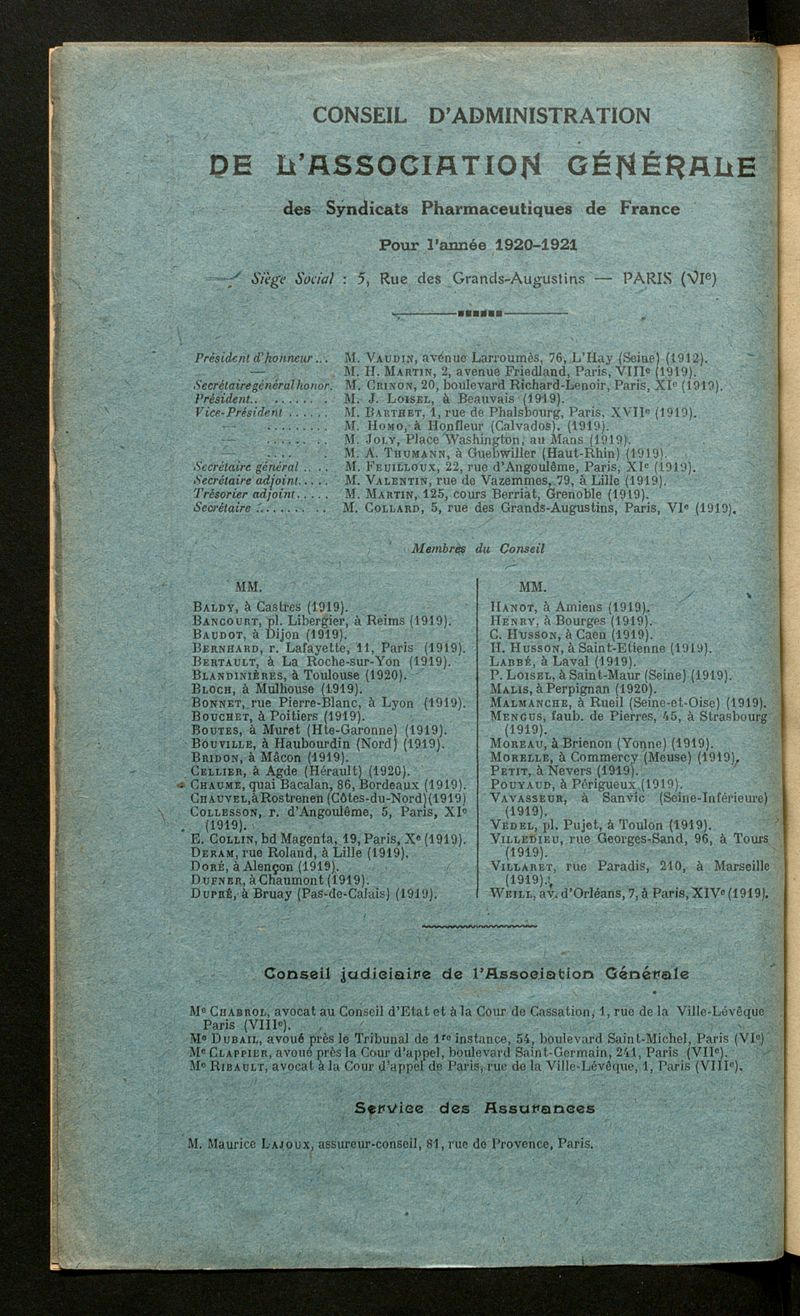 CONSEIL D'ADMINISTRATION
DE L'ASSOCIATION GÉNÉRALE
des Syndicats Pharmaceutiques de France
Pour l'année 1920-1921
Siège Social : 5, Rue des Grands-Augustins — PARIS (VIe)
Président d'honneur... M. VAUDIN, avenue Larroumès, 76, L'Hay (Seine) (1912).
— M. H. MARTIN, 2, avenue Friedland, Paris, VIIIe (1919).
Secrétaire général honor. M. CRINON, 20, boulevard Richard-Lenoir, Paris, XIe (1919).
Président.. ....... M. J. LOISEL, à Beauvais (1919).
Vice-Président ...... M. BARTHET, 1, rue de Phalsbourg, Paris, XVIIe (1919).
— ......... M. HOMO, à Honfleur (Calvados). (1919).
— ...... .. M. JOLY, Place Washington, au Mans (1919).
— ..... . M. A. THUMANN, à Guebwiller (Haut-Rhin) (1919).
Secrétaire général .. .. M. FEUILLOUX, 22, rue d'Angoulême, Paris, XIe (1919).
Secrétaire adjoint..... M. VALENTIN, rue de Vazemmes, 79, à Lille (1919).
Trésorier adjoint..... M. MARTIN, 125, cours Berriat, Grenoble (1919).
Secrétaire ........ .. M. COLLARD, 5, rue des Grands-Augustins, Paris, VIe (1919).
Membres du Conseil
MM.
BALDY, à Castres (1919).
BANCOURT, pl. Libergier, à Reims (1919).
BAUDOT, à Dijon (1919).
BERNHARD, r. Lafayette, 11, Paris (1919).
BERTAULT, à La Roche-sur-Yon (1919).
BLANDINIÈRES, à Toulouse (1920).
BLOCH, à Mulhouse (1919).
BONNET, rue Pierre-Blanc, à Lyon (1919).
BOUCHET, à Poitiers (1919).
BOUTES, à Muret (Hte-Garonne) (1919).
BOUVILLE, à Haubourdin (Nord) (1919).
BRIDON, à Mâcon (1919).
CELLIER, à Agde (Hérault) (1920).
CHAUME, quai Bacalan, 86, Bordeaux (1919).
CHAUVEL, à Rostrenen (Côtes-du-Nord) (1919)
COLLESSON, r. d'Angoulême, 5, Paris, XIe
(1919).
E. COLLIN, bd Magenta, 19, Paris, Xe (1919).
DERAM, rue Roland, à Lille (1919).
DORÉ, à Alençon (1919).
DUFNER, à Chaumont (1919).
DUPRÉ, à Bruay (Pas-de-Calais) (1919).
MM.
HANOT, à Amiens (1919).
HENRY, à Bourges (1919).
C. HUSSON, à Caen (1919).
H. HUSSON, à Saint-Etienne (1919).
LABBÉ, à Laval (1919).
P. LOISEL, à Saint-Maur (Seine) (1919).
MALIS, à Perpignan (1920).
MALMANCHE, à Rueil (Seine-et-Oise) (1919).
MENGUS, faub. de Pierres, 45, à Strasbourg
(1919).
MOREAU, à Brienon (Yonne) (1919).
MORELLE, à Commercy (Meuse) (1919).
PETIT, à Nevers (1919).
POUYAUD, à Périgueux (1919).
VAVASSEUR, à Sanvic (Seine-Inférieure)
(1919).
VEDEL, pl. Pujet, à Toulon (1919).
VILLEDIEU, rue Georges-Sand, 96, à Tours
(1919).
VILLARET, rue Paradis, 210, à Marseille
(1919).
WEILL, av. d'Orléans, 7, à Paris, XIVe (1919).
Conseil judiciaire de l'Association Générale
Me CHABROL, avocat au Conseil d'Etat et à la Cour de Cassation, 1, rue de la Ville-Lévêque
Paris (VIIIe).
Me DUBAIL, avoué près le Tribunal de 1re instance, 54, boulevard Saint-Michel, Paris (VIe)
Me CLAPPIER, avoué près la Cour d'appel, boulevard Saint-Germain, 241, Paris (VIIe).
Me RIBAULT, avocat à la Cour d'appel de Paris, rue de la Ville-Lévêque, 1, Paris (VIIIe).
Service des Assurances
M. Maurice LAJOUX, assureur-conseil, 81, rue de Provence, Paris.